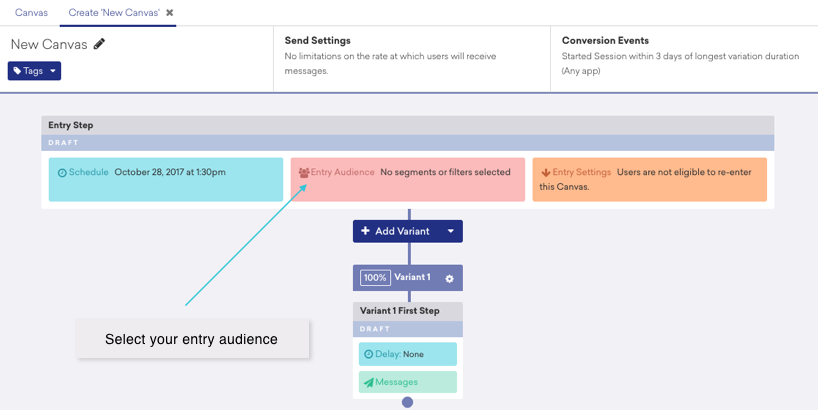 Canvas
Create 'New Canvas'
New Canvas
Tags
Send Settings
No limitations on the rate at which users will receive
messages.
Conversion Events
Started Session within 3 days of longest variation duration
(Any app)
Entry Step
DRAFT
Schedule October 28, 2017 at 1:30pm
Entry Audience No segments or filters selected
Entry Settings Users are not eligible to re-enter
this Canvas.
+ Add Variant
100% Variant 1
Variant 1 First Step
DRAFT
Delay: None
Messages
Select your entry audience